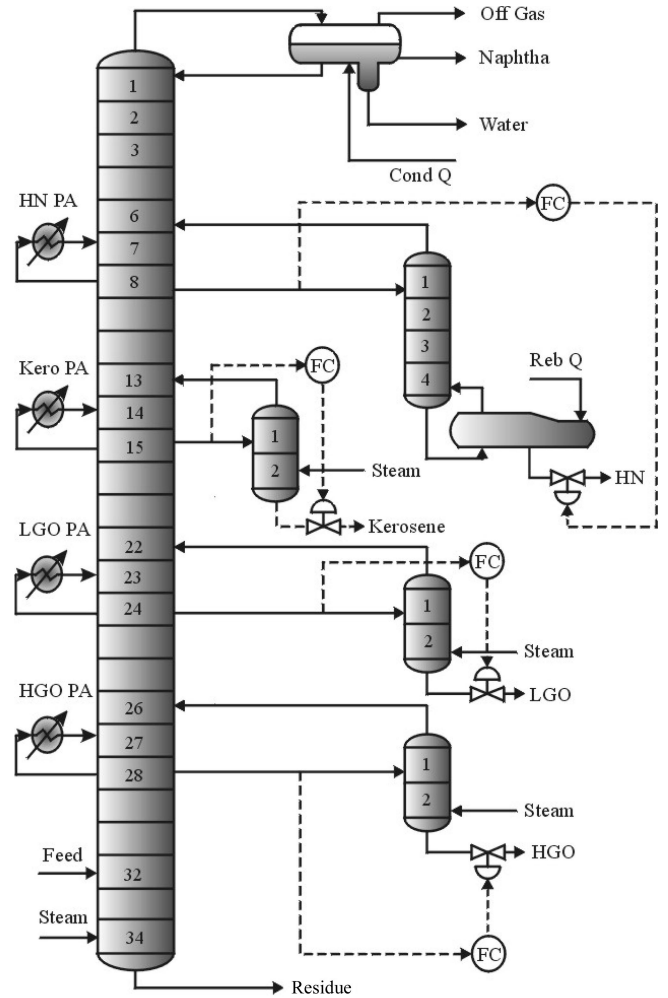 Off Gas
Naphtha
Water
Cond Q
1
2
3
HN PA
6
7
8
FC
1
2
3
4
Reb Q
HN
Kero PA
13
14
15
FC
1
2
Steam
Kerosene
LGO PA
22
23
24
FC
1
2
Steam
LGO
HGO PA
26
27
28
1
2
Steam
HGO
Feed
32
Steam
34
FC
Residue